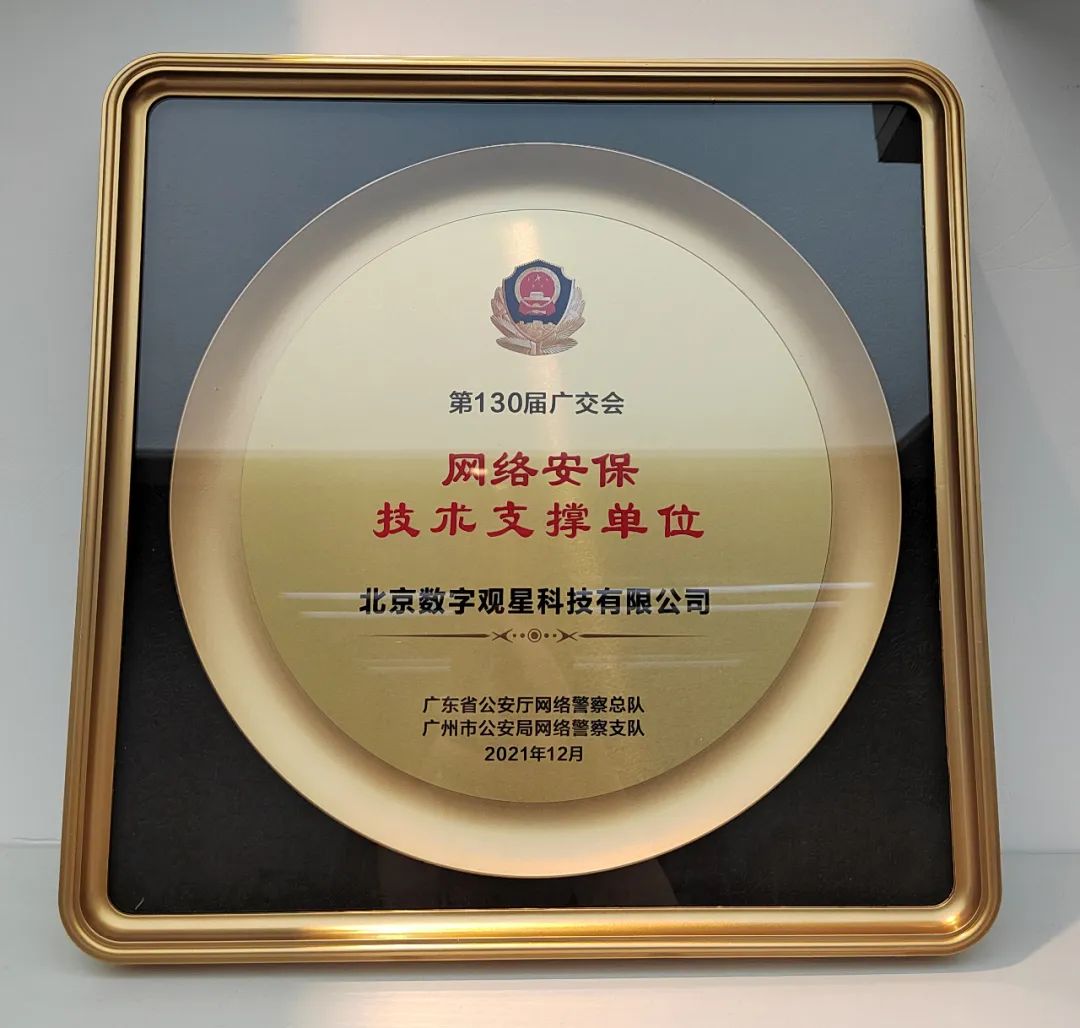 第130届广交会
网络安保
技术支撑单位
北京数字观星科技有限公司
广东省公安厅网络警察总队
广州市公安局网络警察支队
2021年12月